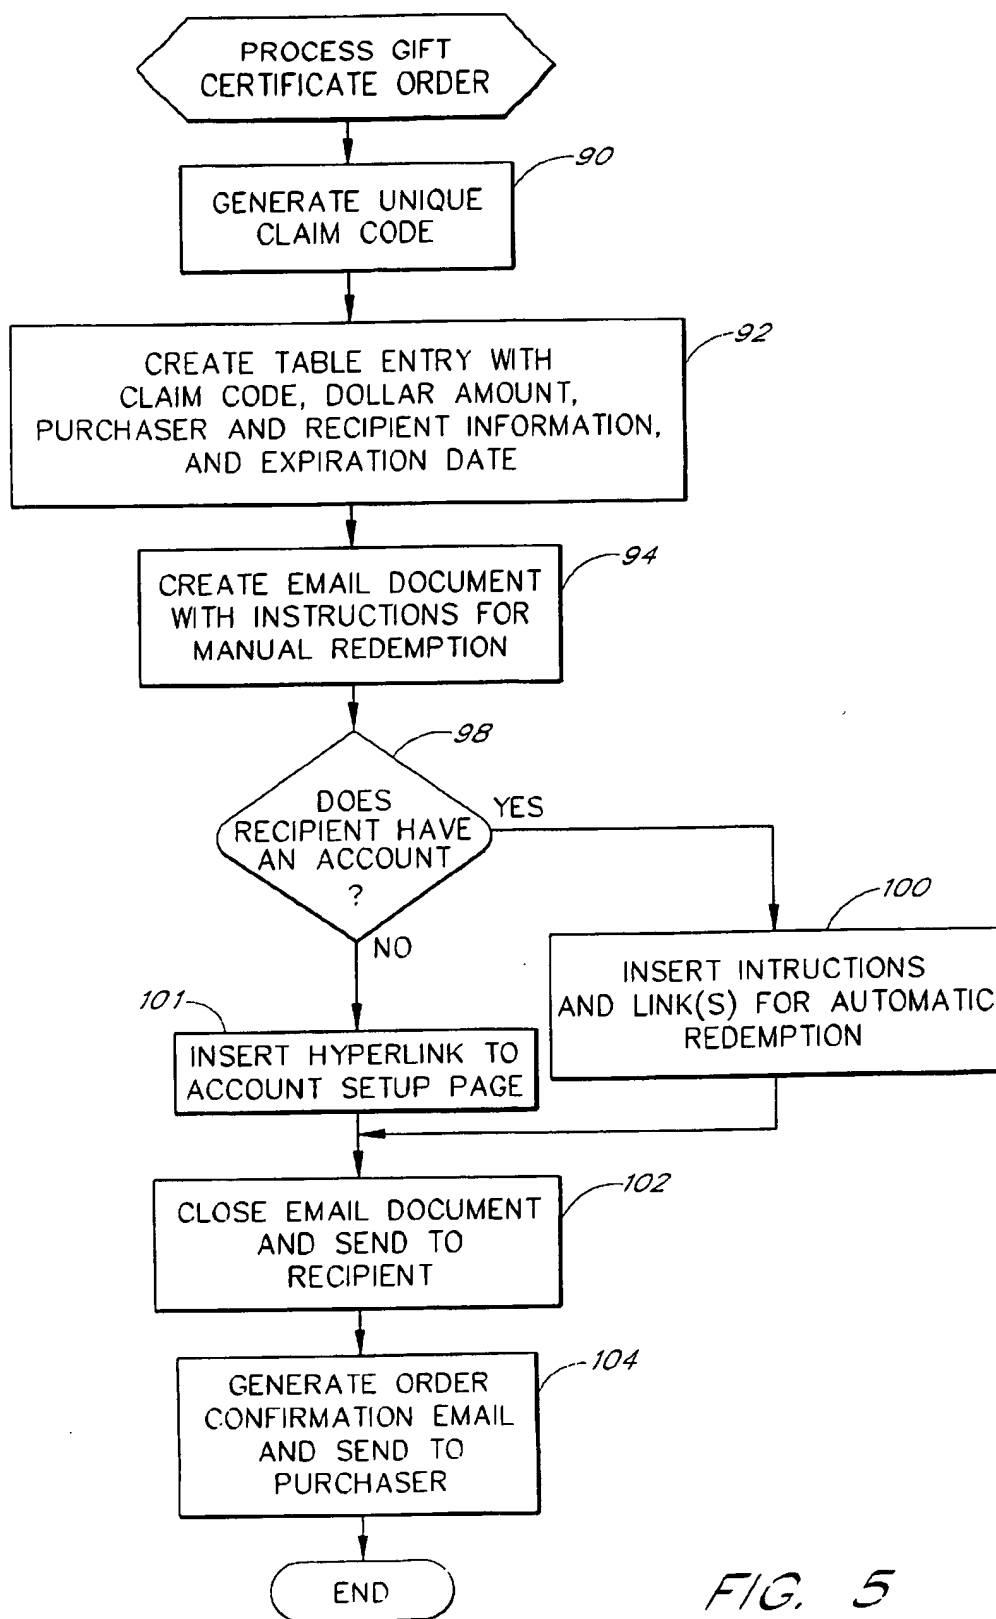 PROCESS GIFT
CERTIFICATE ORDER
90
GENERATE UNIQUE
CLAIM CODE
92
CREATE TABLE ENTRY WITH
CLAIM CODE, DOLLAR AMOUNT,
PURCHASER AND RECIPIENT INFORMATION,
AND EXPIRATION DATE
94
CREATE EMAIL DOCUMENT
WITH INSTRUCTIONS FOR
MANUAL REDEMPTION
98
DOES
RECIPIENT HAVE
AN ACCOUNT
?
YES
NO
100
INSERT INTRUCTIONS
AND LINK(S) FOR AUTOMATIC
REDEMPTION
101
INSERT HYPERLINK TO
ACCOUNT SETUP PAGE
102
CLOSE EMAIL DOCUMENT
AND SEND TO
RECIPIENT
104
GENERATE ORDER
CONFIRMATION EMAIL
AND SEND TO
PURCHASER
END
FIG. 5